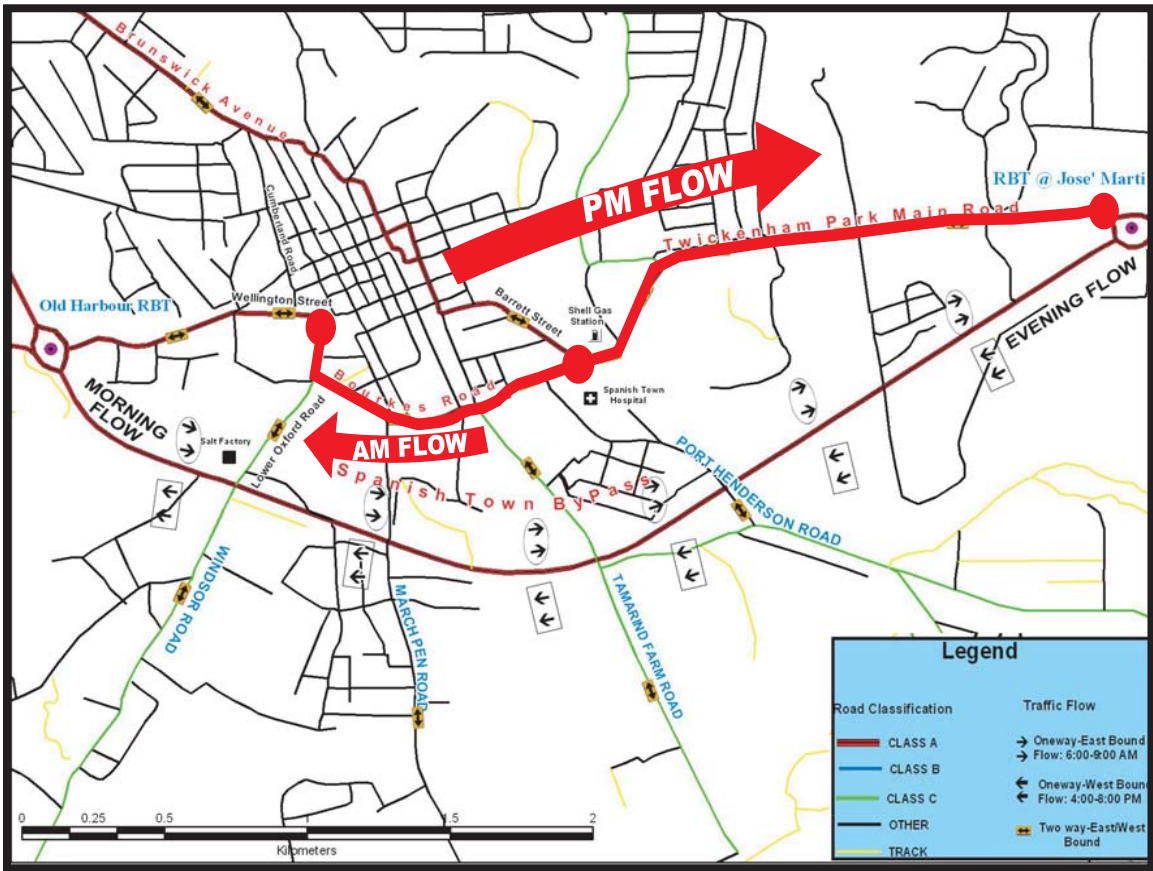 Brunswick Avenue
Cumberland Road
PM FLOW
RBT @ Jose' Marti
Twickenham Park Main Road
Old Harbour RBT
Wellington Street
Barrett Street
Shell Gas
Station
EVENING FLOW
Bourkes Road
Spanish Town
Hospital
MORNING
FLOW
AM FLOW
Salt Factory
Lower Oxford Road
Spanish Town ByPass
PORT HENDERSON ROAD
WINDSOR ROAD
MARCH PEN ROAD
TAMARIND FARM ROAD
Legend
Road Classification
Traffic Flow
CLASS A
Oneway-East Bound
Flow: 6:00-9:00 AM
CLASS B
Oneway-West Boun
Flow: 4:00-8:00 PM
CLASS C
OTHER
Two way-East/West
Bound
TRACK
0 0.25 0.5 1 1.5 2
Kilometers